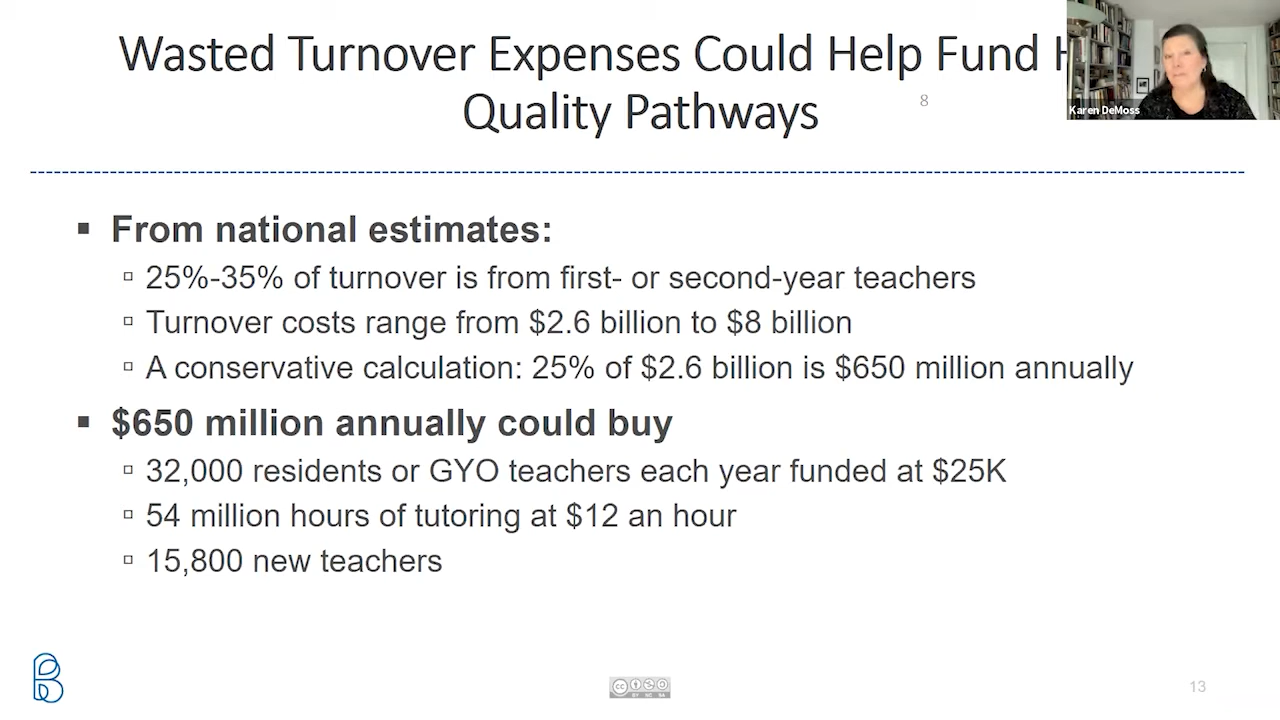 Wasted Turnover Expenses Could Help Fund
Quality Pathways
8
Karen DeMoss
▪ From national estimates:
▫ 25%-35% of turnover is from first- or second-year teachers
▫ Turnover costs range from $2.6 billion to $8 billion
▫ A conservative calculation: 25% of $2.6 billion is $650 million annually
▪ $650 million annually could buy
▫ 32,000 residents or GYO teachers each year funded at $25K
▫ 54 million hours of tutoring at $12 an hour
▫ 15,800 new teachers
cc
BY NC SA
13